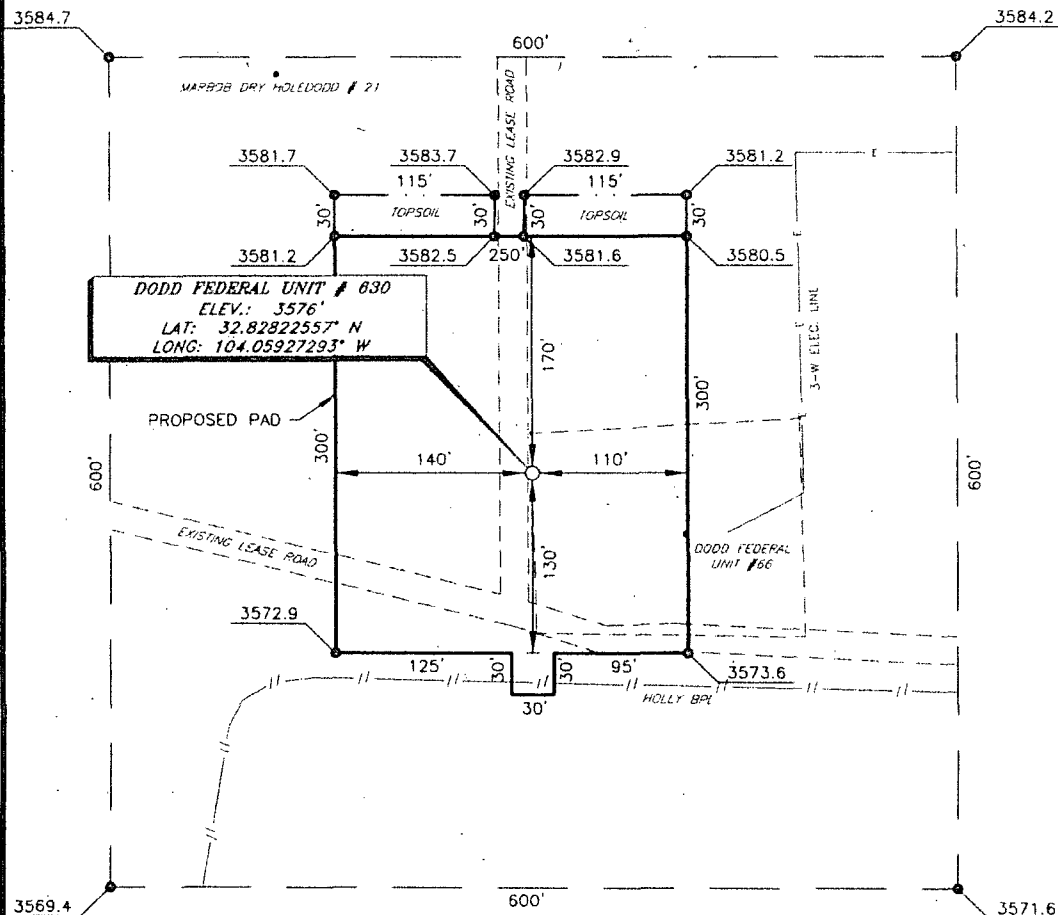 3584.7
3584.2
600'
MARBOB DRY HOLEDODD # 21
EXISTING LEASE ROAD
3581.7
3583.7
3582.9
3581.2
115'
115'
30'
TOPSOIL
30'
30'
TOPSOIL
30'
3581.2
3582.5
250'
3581.6
3580.5
E
DODD FEDERAL UNIT # 630
ELEV.: 3576'
LAT: 32.82822557° N
LONG: 104.05927293° W
170'
3-W ELEC. LINE
PROPOSED PAD
300'
300'
140'
110'
600'
600'
EXISTING LEASE ROAD
130'
DODD FEDERAL
UNIT #66
3572.9
125'
30'
30'
95'
3573.6
30'
HOLLY BPL
3569.4
600'
3571.6